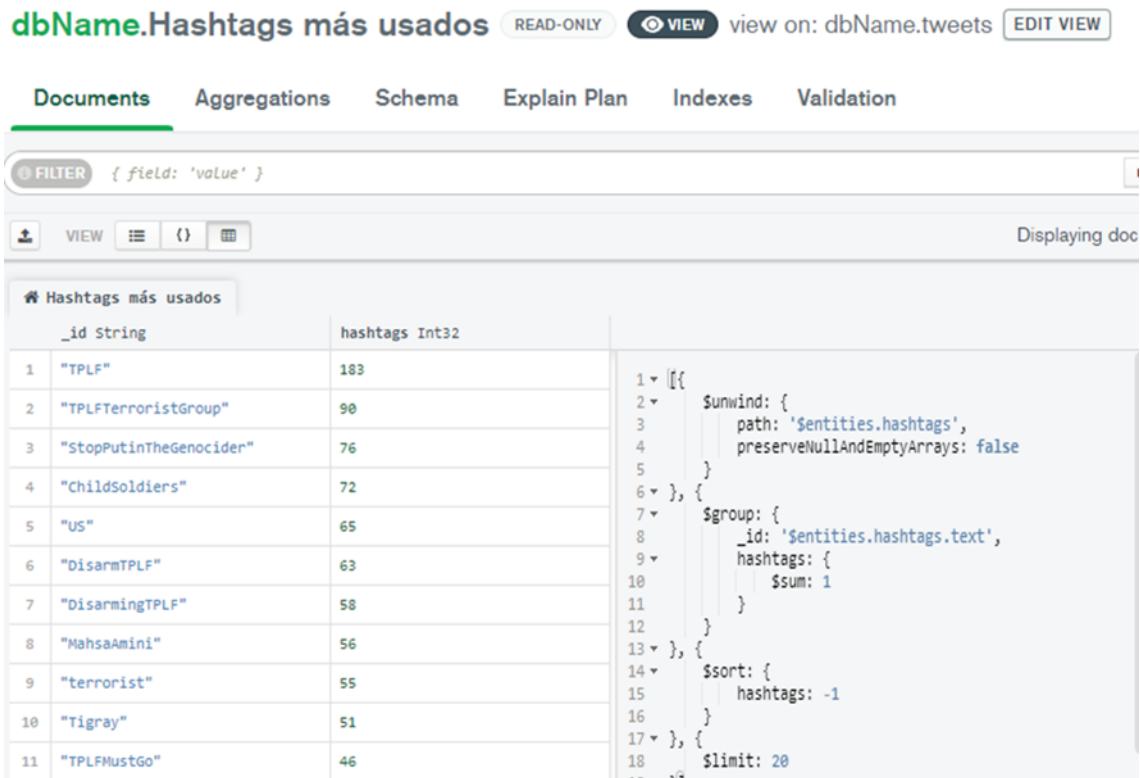 dbName.Hashtags más usados READ-ONLY VIEW view on: dbName.tweets EDIT VIEW
Documents Aggregations Schema Explain Plan Indexes Validation
FILTER { field: 'value' }
VIEW {} Displaying doc
Hashtags más usados
_id String hashtags Int32
1 "TPLF" 183
2 "TPLFTerroristGroup" 90
3 "StopPutinTheGenocider" 76
4 "ChildSoldiers" 72
5 "US" 65
6 "DisarmTPLF" 63
7 "DisarmingTPLF" 58
8 "MahsaAmini" 56
9 "terrorist" 55
10 "Tigray" 51
11 "TPLFMustGo" 46
1 [{
2 $unwind: {
3 path: '$entities.hashtags',
4 preserveNullAndEmptyArrays: false
5 }
6 }, {
7 $group: {
8 _id: '$entities.hashtags.text',
9 hashtags: {
10 $sum: 1
11 }
12 }
13 }, {
14 $sort: {
15 hashtags: -1
16 }
17 }, {
18 $limit: 20